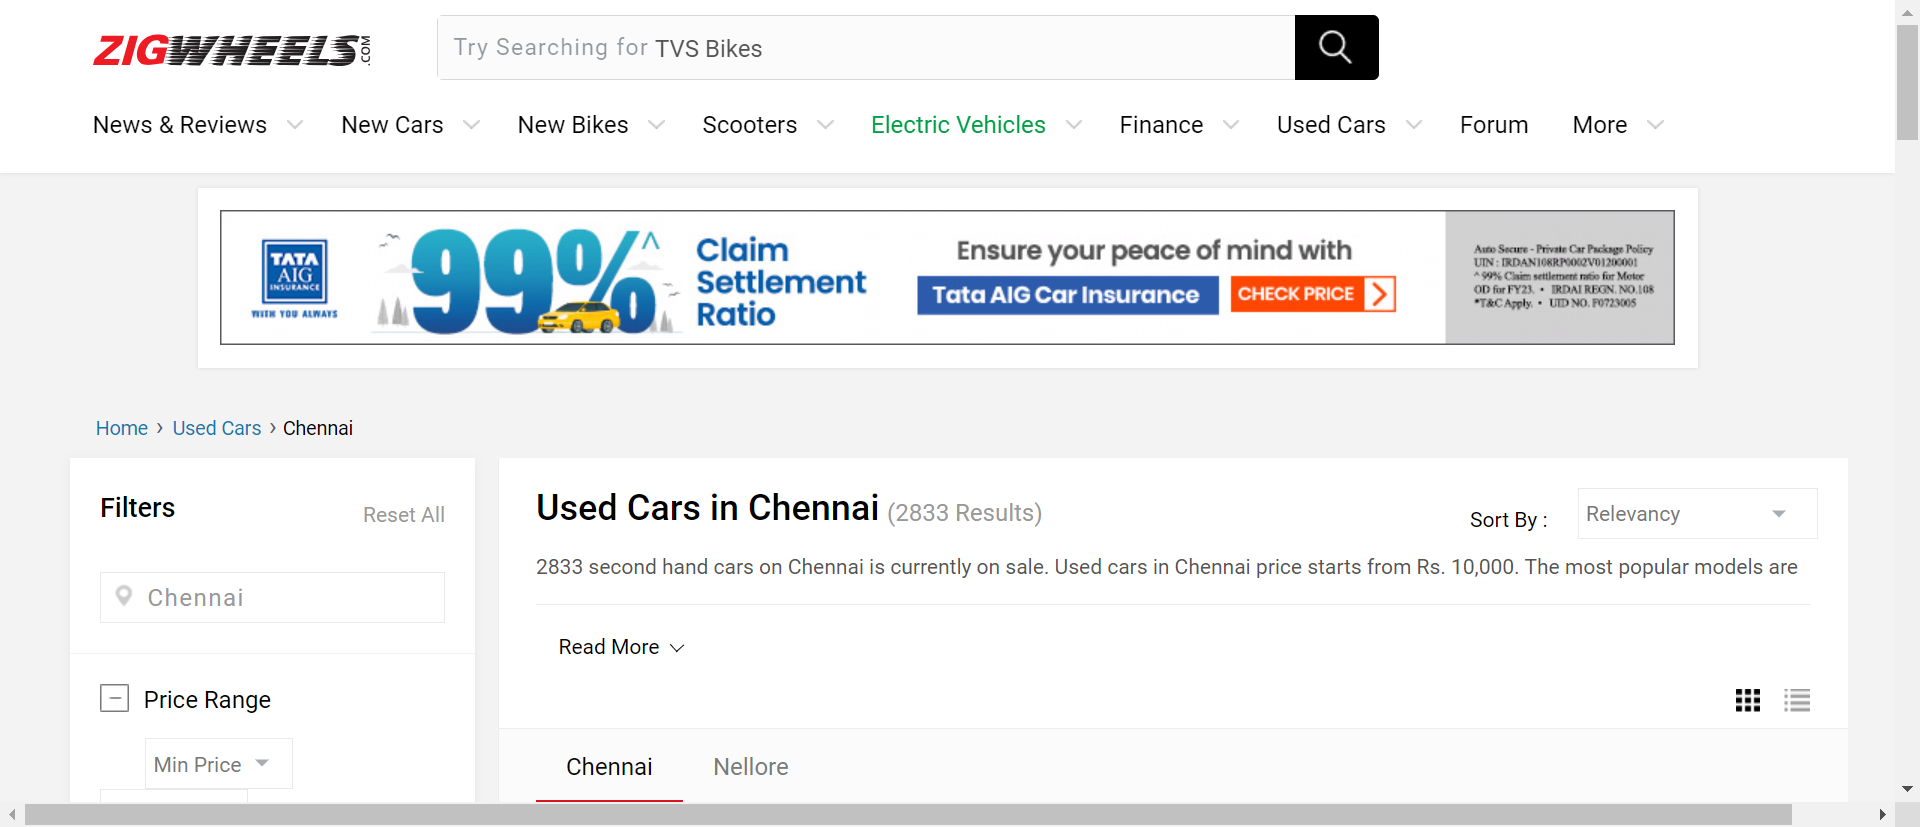 ZIGWHEELS.COM
Try Searching for TVS Bikes
News & Reviews New Cars New Bikes Scooters Electric Vehicles Finance Used Cars Forum More
TATA
AIG
INSURANCE
WITH YOU ALWAYS
99%^
Claim
Settlement
Ratio
Ensure your peace of mind with
Tata AIG Car Insurance CHECK PRICE
Auto Secure - Private Car Package Policy
UIN : IRDAN108RP0002V01200001
^ 99% Claim settlement ratio for Motor
OD for FY23. • IRDAI REGN. NO.108
*T&C Apply. • UID NO. F0723005
Home › Used Cars › Chennai
Filters Reset All
Chennai
Price Range
Min Price
Used Cars in Chennai (2833 Results)
Sort By : Relevancy
2833 second hand cars on Chennai is currently on sale. Used cars in Chennai price starts from Rs. 10,000. The most popular models are
Read More
Chennai Nellore